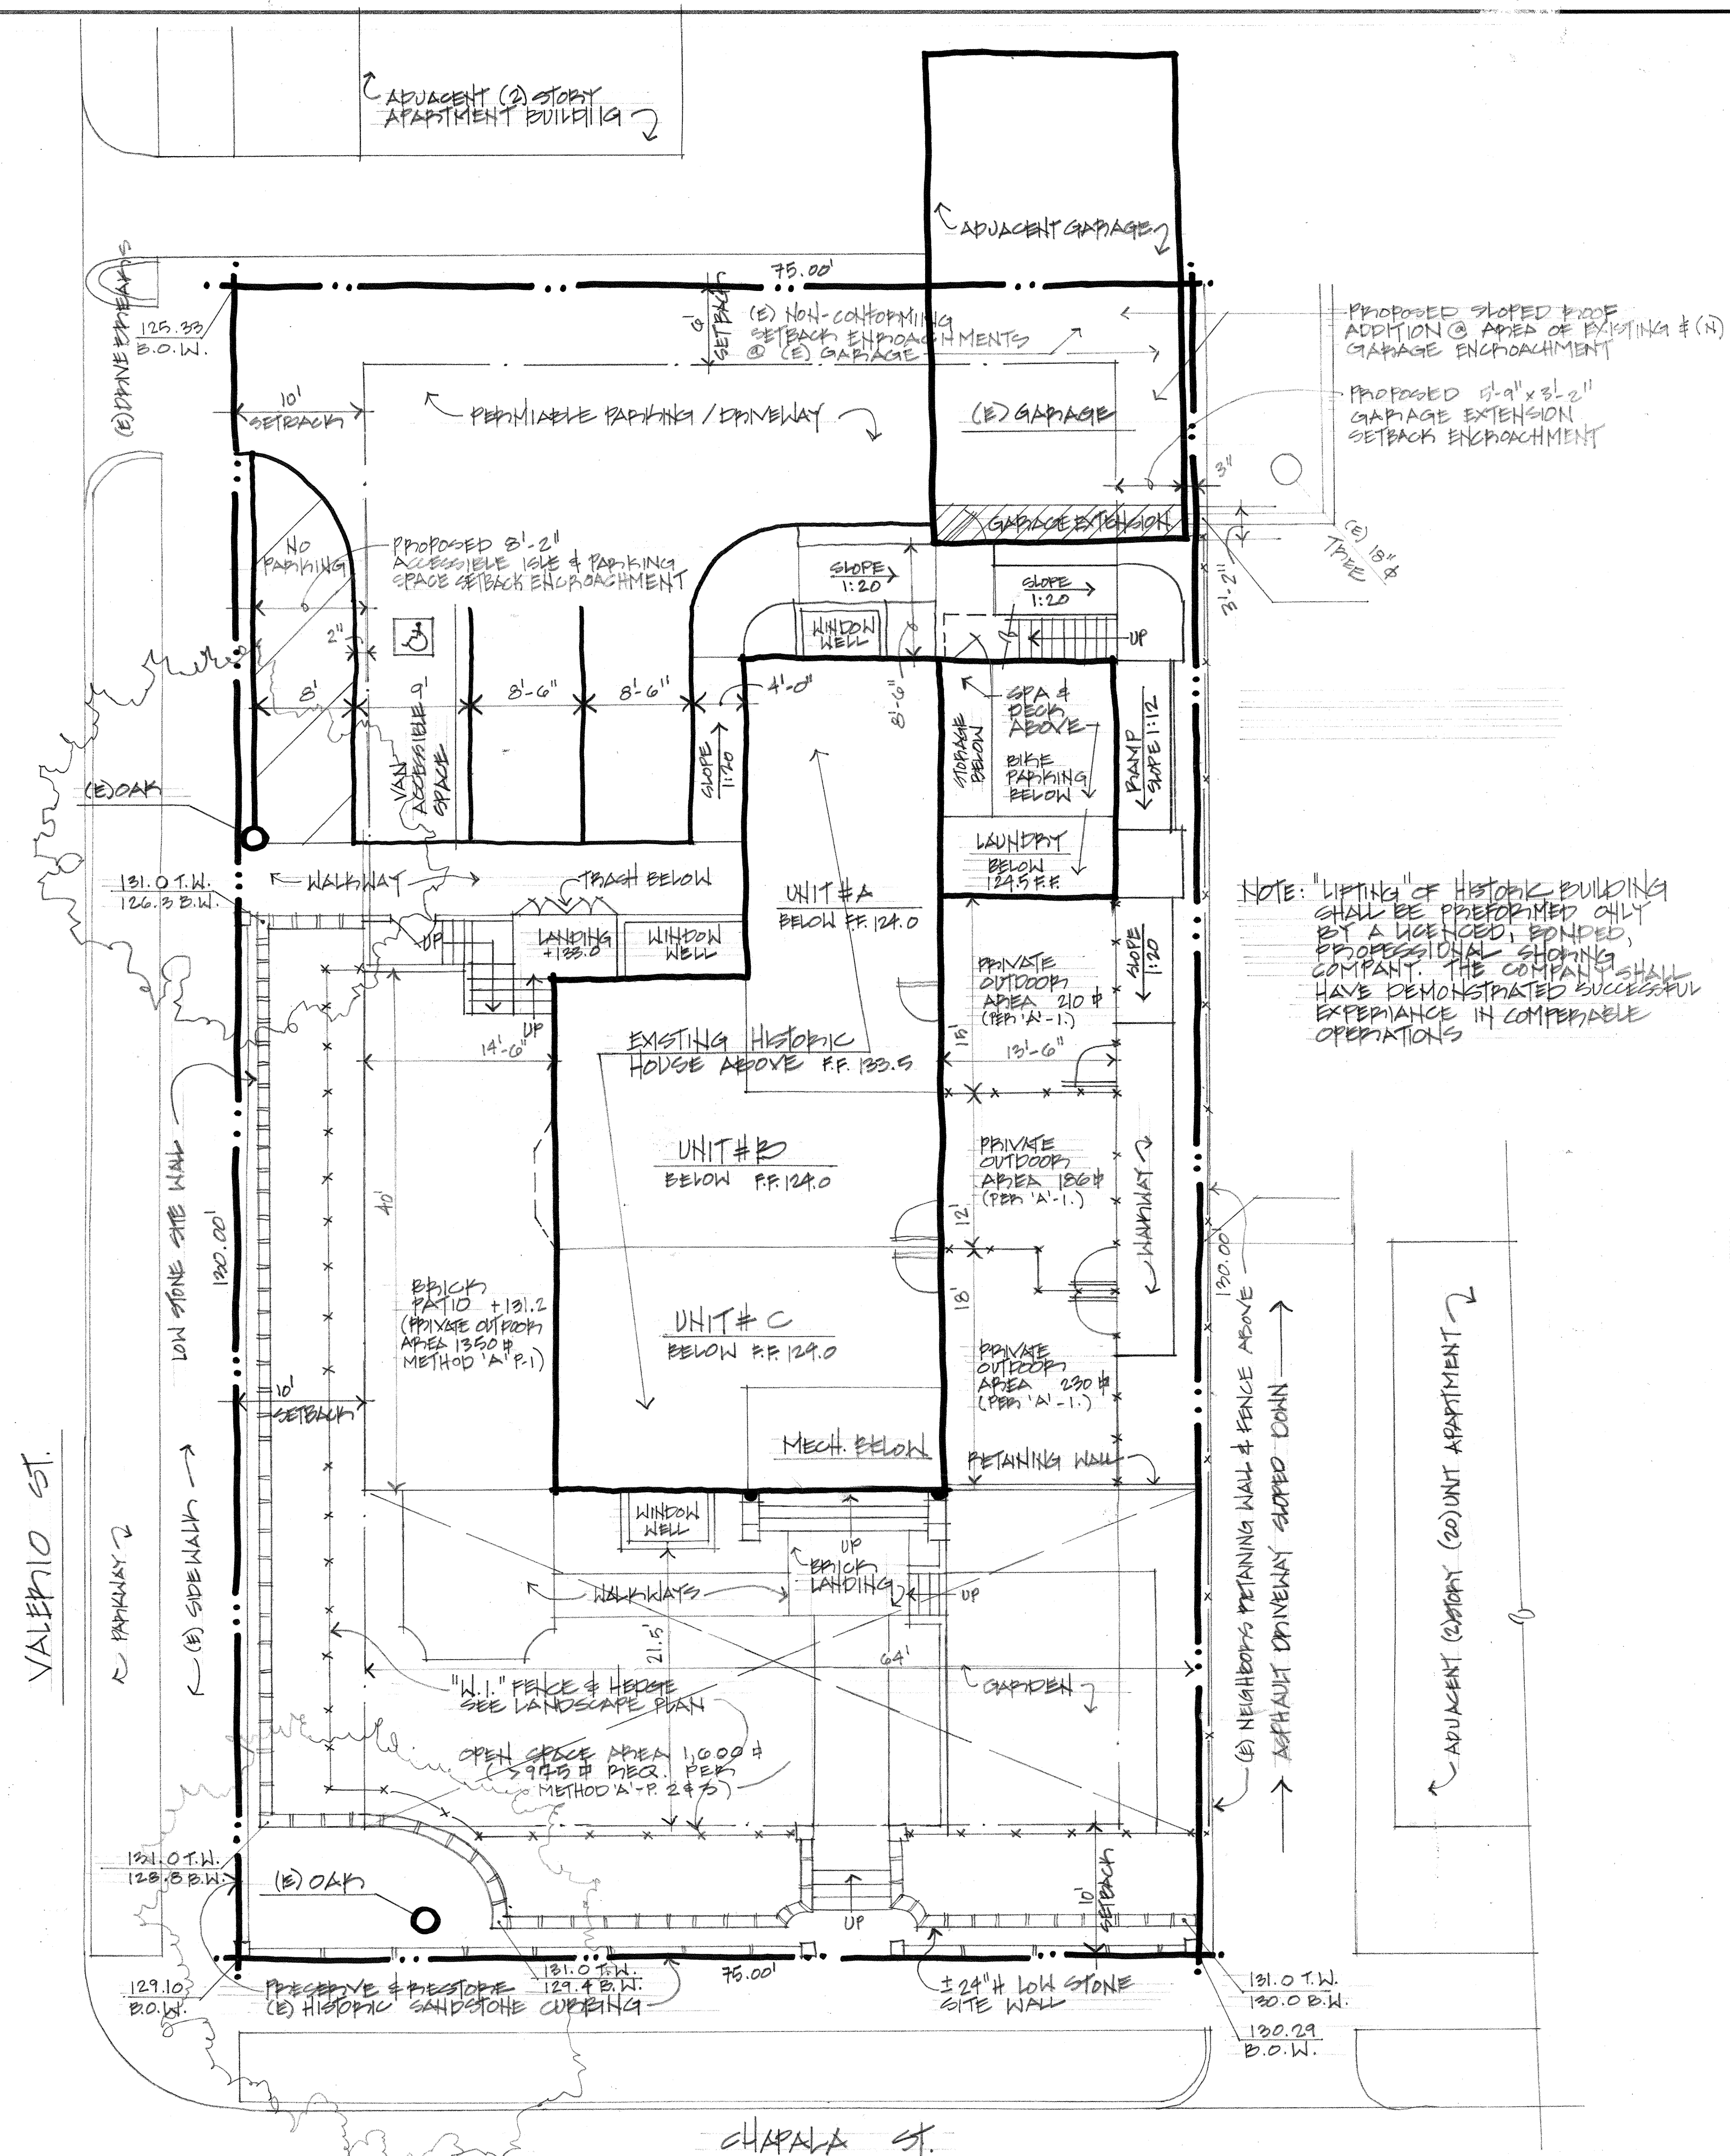 ADJACENT (2) STORY
APARTMENT BUILDING
ADJACENT GARAGE
75.00'
(E) DRIVE BREAKS
125.33
B.O.W.
6'
SETBACK
(E) NON-CONFORMING
SETBACK ENROACHMENTS
@ (E) GARAGE
PROPOSED SLOPED ROOF
ADDITION @ AREA OF EXISTING & (N)
GARAGE ENCROACHMENT
PROPOSED 5'-9" x 3'-2"
GARAGE EXTENSION
SETBACK ENCROACHMENT
10'
SETBACK
PERMIABLE PARKING / DRIVEWAY
(E) GARAGE
3"
GARAGE EXTENSION
(E) 18" ⌀
TREE
3'-2"
NO
PARKING
PROPOSED 8'-2"
ACCESSIBLE ISLE & PARKING
SPACE SETBACK ENCROACHMENT
SLOPE
1:20
SLOPE
1:20
WINDOW
WELL
UP
2"
8'
VAN
ACCESSIBLE 9'
SPACE
8'-6"
8'-6"
4'-0"
8'-6"
SLOPE
1:20
STORAGE
BELOW
SPA &
DECK
ABOVE
BIKE
PARKING
BELOW
RAMP
SLOPE 1:12
(E) OAK
LAUNDRY
BELOW
124.5 F.F.
131.0 T.W.
126.3 B.W.
WALKWAY
TRASH BELOW
UNIT # A
BELOW F.F. 124.0
UP
LANDING
+133.0
WINDOW
WELL
UP
SLOPE
1:20
NOTE: "LIFTING" OF HISTORIC BUILDING
SHALL BE PREFORMED ONLY
BY A LICENCED, BONDED,
PROFESSIONAL SHORING
COMPANY. THE COMPANY SHALL
HAVE DEMONSTRATED SUCCESSFUL
EXPERIANCE IN COMPERABLE
OPERATIONS
PRIVATE
OUTDOOR
AREA 210 ⌷
(PER 'A'-1.)
15'
13'-6"
14'-6"
EXISTING HISTORIC
HOUSE ABOVE F.F. 133.5
UNIT # B
BELOW F.F. 124.0
PRIVATE
OUTDOOR
AREA 186 ⌷
(PER 'A'-1.)
12'
WALKWAY
40'
LOW STONE SITE WALL
130.00'
130.00'
18'
BRICK
PATIO +131.2
(PRIVATE OUTDOOR
AREA 1350 ⌷
METHOD 'A' P-1)
UNIT # C
BELOW F.F. 124.0
PRIVATE
OUTDOOR
AREA 230 ⌷
(PER 'A'-1.)
10'
SETBACK
MECH. BELOW
RETAINING WALL
VALERIO ST.
PARKWAY
(E) SIDEWALK
WINDOW
WELL
UP
BRICK
LANDING
WALKWAYS
UP
21.5'
64'
GARDEN
"W.I." FENCE & HEDGE
SEE LANDSCAPE PLAN
OPEN SPACE AREA 1,600 ⌷
( > 975 ⌷ REQ. PER
METHOD 'A'-P. 2 & 3)
(E) NEIGHBORS RETAINING WALL & FENCE ABOVE
ASPHALT DRIVEWAY SLOPED DOWN
ADJACENT (2) STORY (20) UNIT APARTMENT
131.0 T.W.
128.8 B.W.
(E) OAK
UP
10'
SETBACK
129.10
B.O.W.
PRESERVE & RESTORE
(E) HISTORIC SANDSTONE CURBING
131.0 T.W.
129.4 B.W.
75.00'
± 24" H LOW STONE
SITE WALL
131.0 T.W.
130.0 B.W.
130.29
B.O.W.
CHAPALA ST.